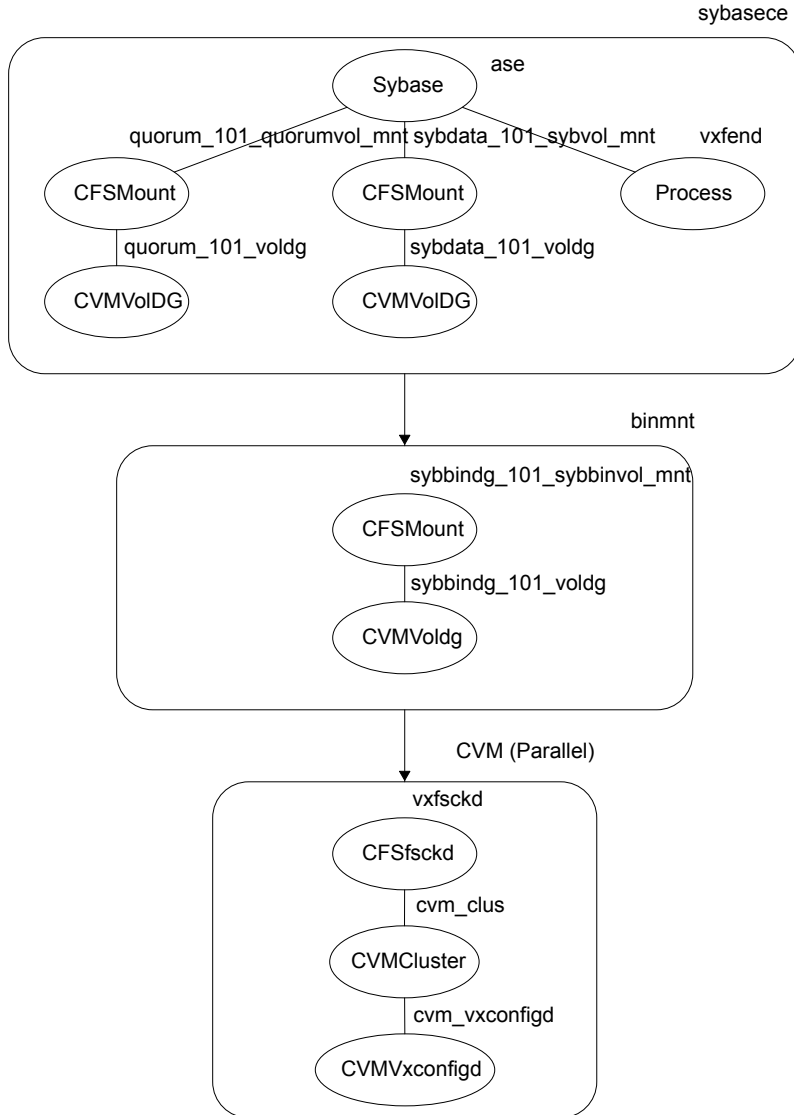 sybasece
ase
Sybase
quorum_101_quorumvol_mnt sybdata_101_sybvol_mnt vxfend
CFSMount CFSMount Process
quorum_101_voldg sybdata_101_voldg
CVMVolDG CVMVolDG
binmnt
sybbindg_101_sybbinvol_mnt
CFSMount
sybbindg_101_voldg
CVMVoldg
CVM (Parallel)
vxfsckd
CFSfsckd
cvm_clus
CVMCluster
cvm_vxconfigd
CVMVxconfigd